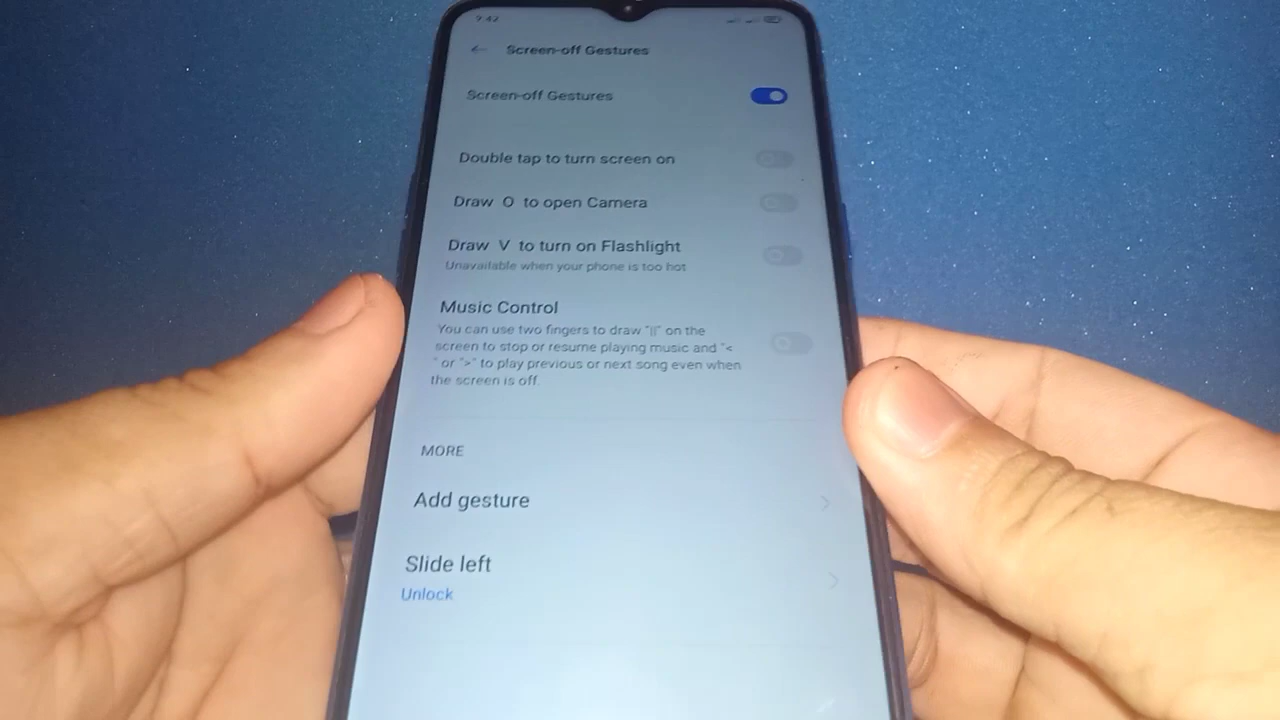 9:42
Screen-off Gestures
Screen-off Gestures
Double tap to turn screen on
Draw O to open Camera
Draw V to turn on Flashlight
Unavailable when your phone is too hot
Music Control
You can use two fingers to draw "||" on the
screen to stop or resume playing music and "<
" or ">" to play previous or next song even when
the screen is off.
MORE
Add gesture
Slide left
Unlock